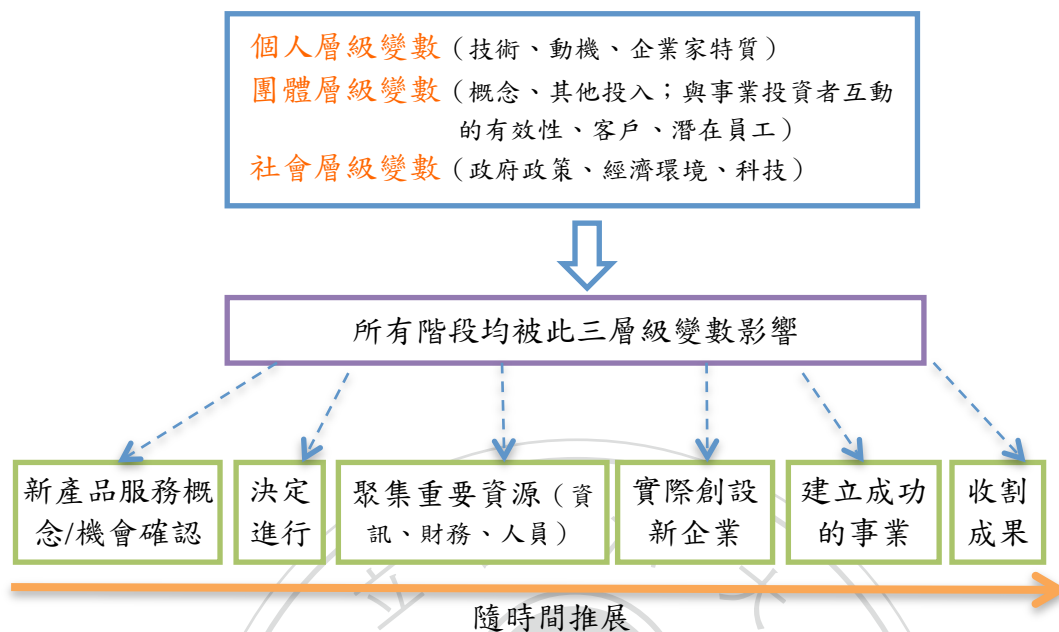 個人層級變數（技術、動機、企業家特質）
團體層級變數（概念、其他投入；與事業投資者互動
的有效性、客戶、潛在員工）
社會層級變數（政府政策、經濟環境、科技）
所有階段均被此三層級變數影響
新產品服務概
念/機會確認
決定
進行
聚集重要資源（資
訊、財務、人員）
實際創設
新企業
建立成功
的事業
收割
成果
立
大
隨時間推展